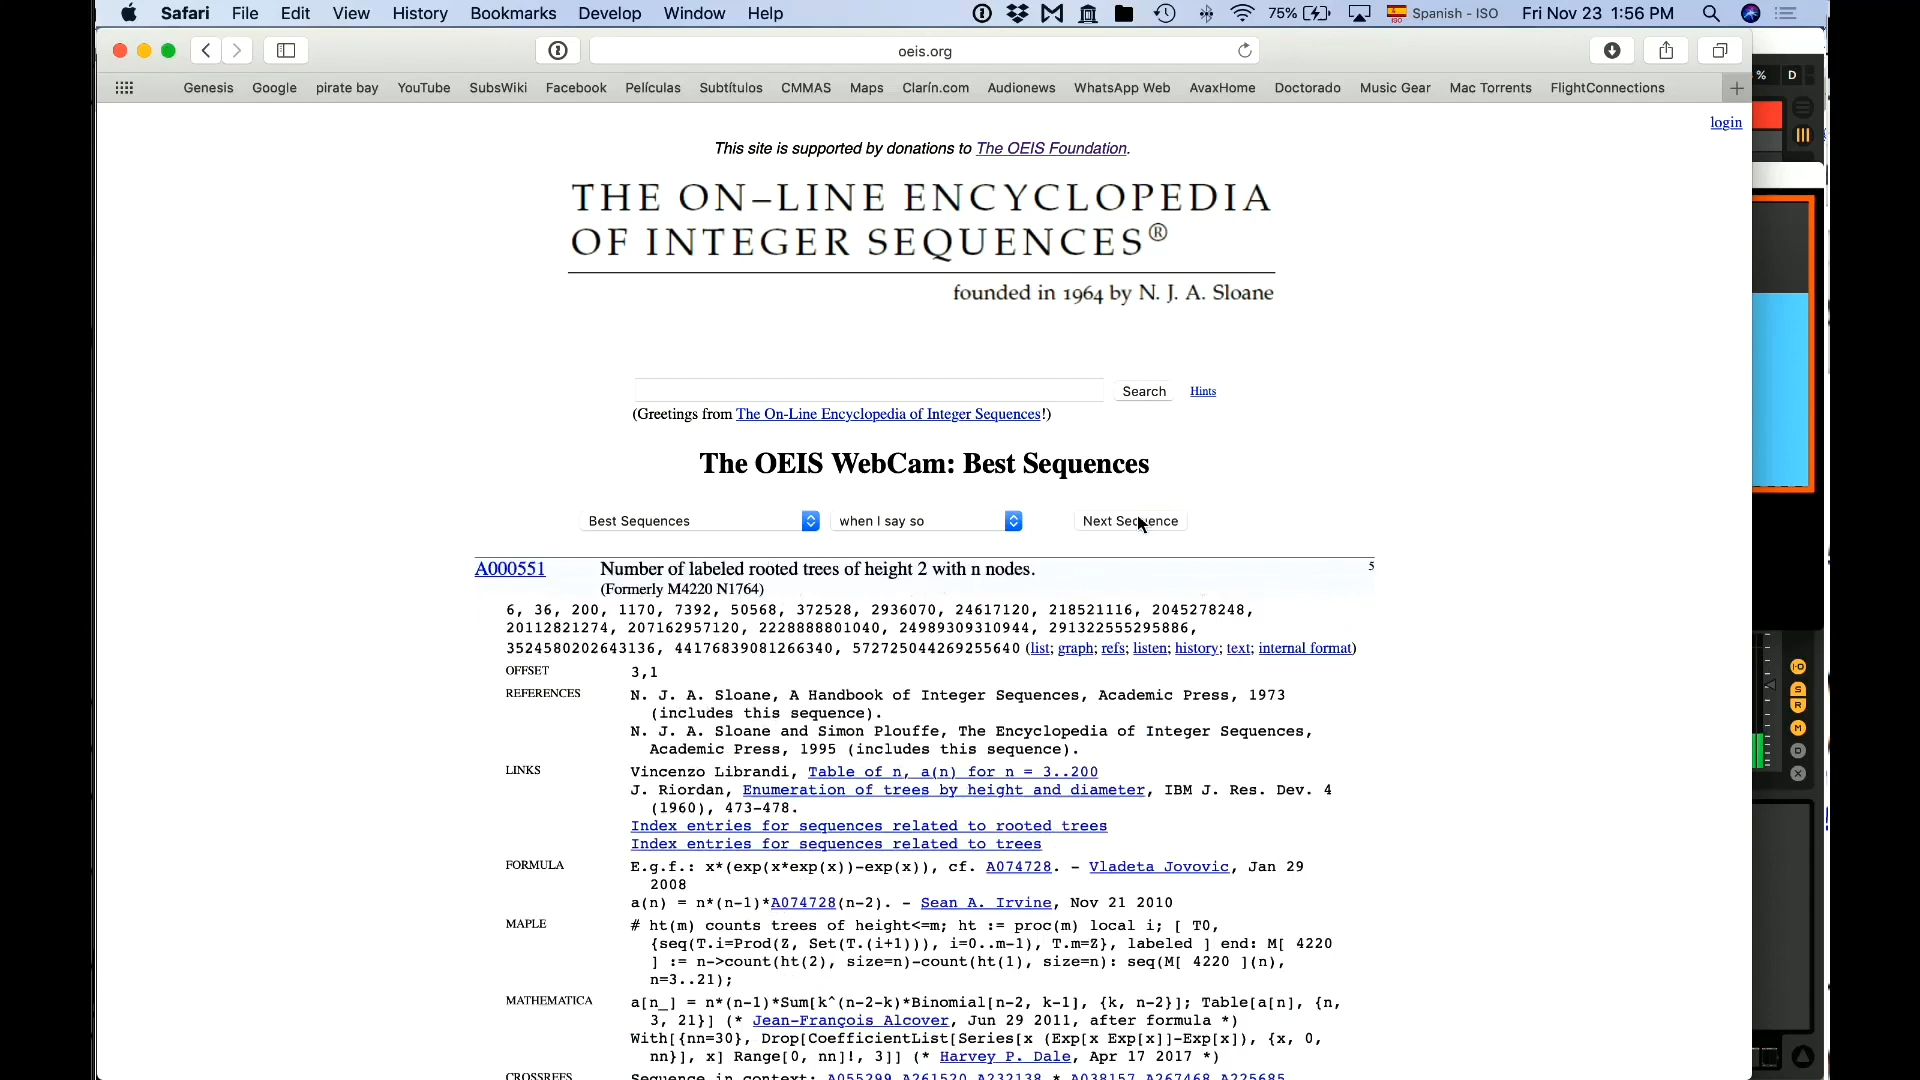 Safari File Edit View History Bookmarks Develop Window Help 75% Spanish - ISO Fri Nov 23 1:56 PM
oeis.org
Genesis Google pirate bay YouTube SubsWiki Facebook Películas Subtítulos CMMAS Maps Clarín.com Audionews WhatsApp Web AvaxHome Doctorado Music Gear Mac Torrents FlightConnections
% D
login
This site is supported by donations to The OEIS Foundation.
THE ON-LINE ENCYCLOPEDIA
OF INTEGER SEQUENCES®
founded in 1964 by N. J. A. Sloane
Search Hints
(Greetings from The On-Line Encyclopedia of Integer Sequences!)
The OEIS WebCam: Best Sequences
Best Sequences when I say so Next Sequence
A000551 Number of labeled rooted trees of height 2 with n nodes. 5
(Formerly M4220 N1764)
6, 36, 200, 1170, 7392, 50568, 372528, 2936070, 24617120, 218521116, 2045278248,
20112821274, 207162957120, 2228888801040, 24989309310944, 291322555295886,
3524580202643136, 44176839081266340, 572725044269255640 (list; graph; refs; listen; history; text; internal format)
OFFSET 3,1
REFERENCES N. J. A. Sloane, A Handbook of Integer Sequences, Academic Press, 1973
(includes this sequence).
N. J. A. Sloane and Simon Plouffe, The Encyclopedia of Integer Sequences,
Academic Press, 1995 (includes this sequence).
LINKS Vincenzo Librandi, Table of n, a(n) for n = 3..200
J. Riordan, Enumeration of trees by height and diameter, IBM J. Res. Dev. 4
(1960), 473-478.
Index entries for sequences related to rooted trees
Index entries for sequences related to trees
FORMULA E.g.f.: x*(exp(x*exp(x))-exp(x)), cf. A074728. - Vladeta Jovovic, Jan 29
2008
a(n) = n*(n-1)*A074728(n-2). - Sean A. Irvine, Nov 21 2010
MAPLE # ht(m) counts trees of height<=m; ht := proc(m) local i; [ T0,
{seq(T.i=Prod(Z, Set(T.(i+1))), i=0..m-1), T.m=Z}, labeled ] end: M[ 4220
] := n->count(ht(2), size=n)-count(ht(1), size=n): seq(M[ 4220 ](n),
n=3..21);
MATHEMATICA a[n_] = n*(n-1)*Sum[k^(n-2-k)*Binomial[n-2, k-1], {k, n-2}]; Table[a[n], {n,
3, 21}] (* Jean-François Alcover, Jun 29 2011, after formula *)
With[{nn=30}, Drop[CoefficientList[Series[x (Exp[x Exp[x]]-Exp[x]), {x, 0,
nn}], x] Range[0, nn]!, 3]] (* Harvey P. Dale, Apr 17 2017 *)
CROSSREFS Sequence in context: A055299 A261520 A232138 * A038157 A267468 A225685